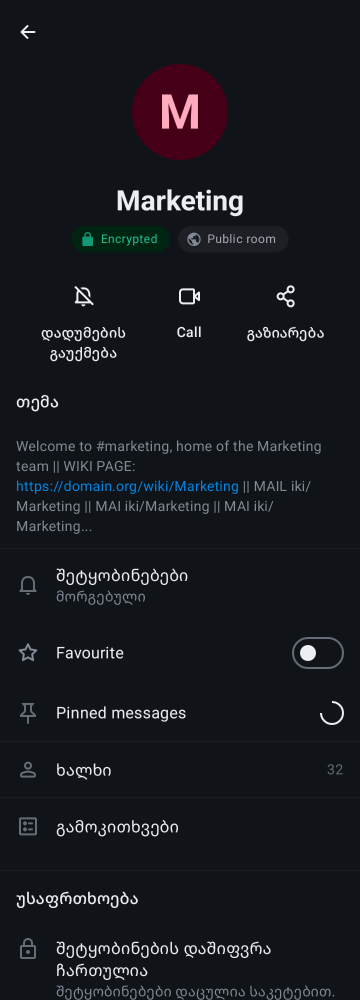 M
Marketing
Encrypted
Public room
დადუმების
გაუქმება
Call
გაზიარება
თემა
Welcome to #marketing, home of the Marketing
team || WIKI PAGE:
https://domain.org/wiki/Marketing || MAIL iki/
Marketing || MAI iki/Marketing || MAI iki/
Marketing...
შეტყობინებები
მორგებული
Favourite
Pinned messages
ხალხი 32
გამოკითხვები
უსაფრთხოება
შეტყობინების დაშიფვრა
ჩართულია
შეტყობინებები დაცულია საკეტებით.